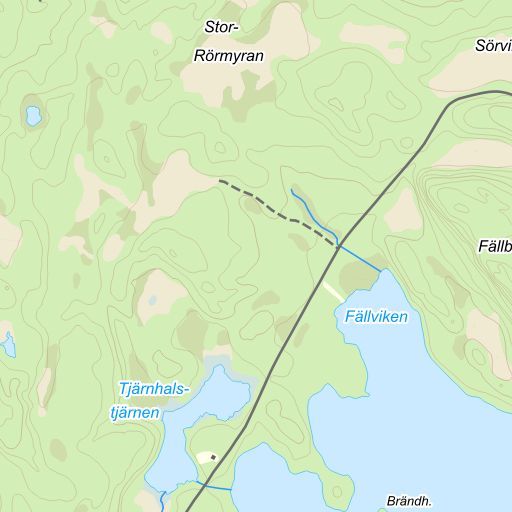 Stor-
Rörmyran
Fällviken
Tjärnhals-
tjärnen
Brändh.